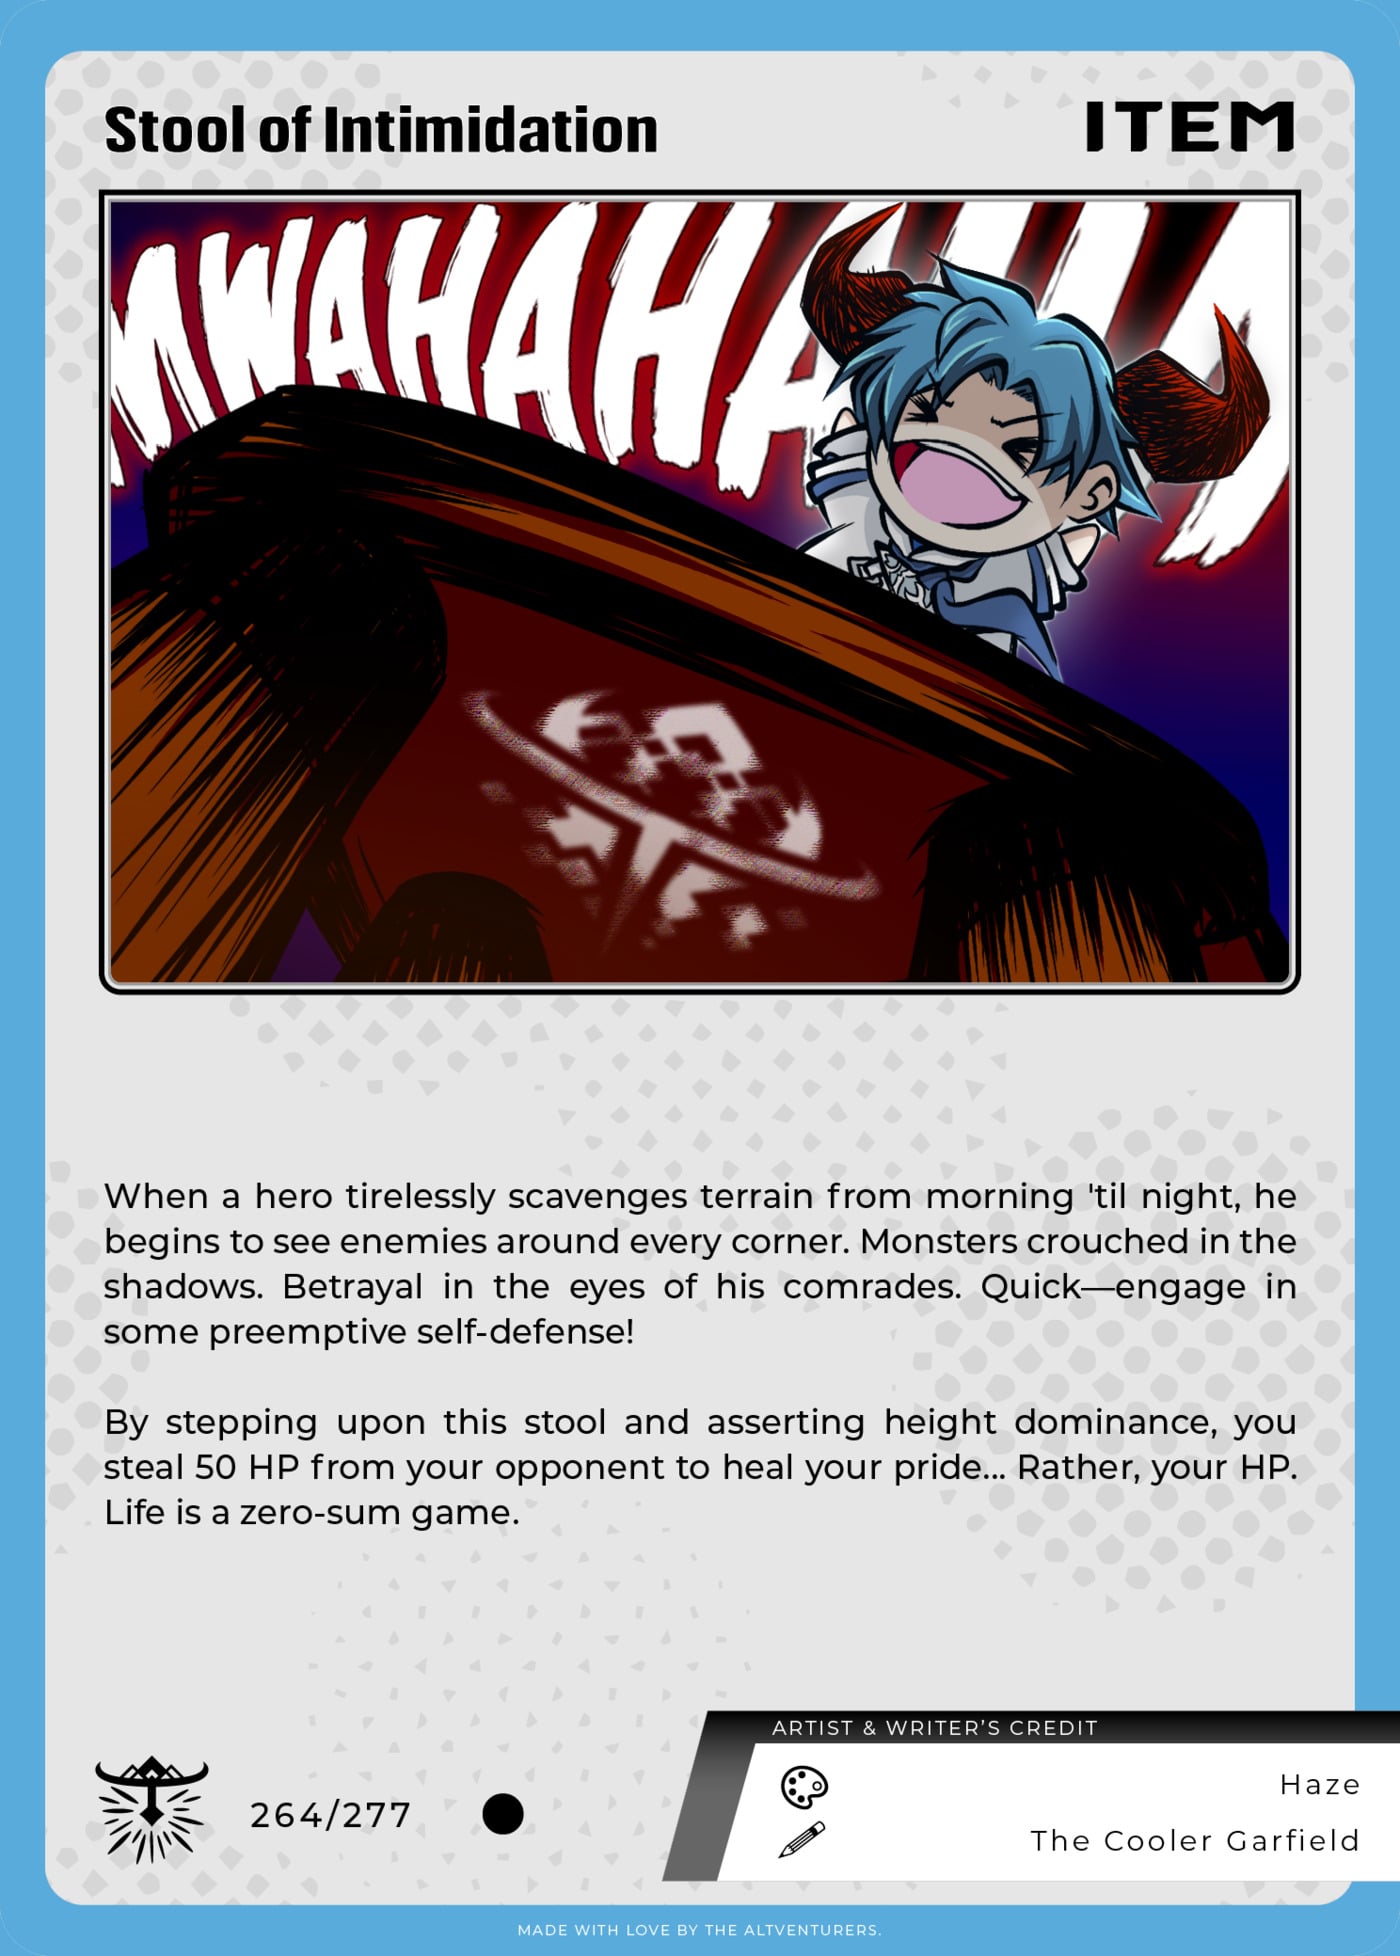 Stool of Intimidation
ITEM
MWAHAHA
When a hero tirelessly scavenges terrain from morning 'til night, he
begins to see enemies around every corner. Monsters crouched in the
shadows. Betrayal in the eyes of his comrades. Quick—engage in
some preemptive self-defense!
By stepping upon this stool and asserting height dominance, you
steal 50 HP from your opponent to heal your pride... Rather, your HP.
Life is a zero-sum game.
ARTIST & WRITER'S CREDIT
Haze
The Cooler Garfield
264/277
MADE WITH LOVE BY THE ALTVENTURERS.